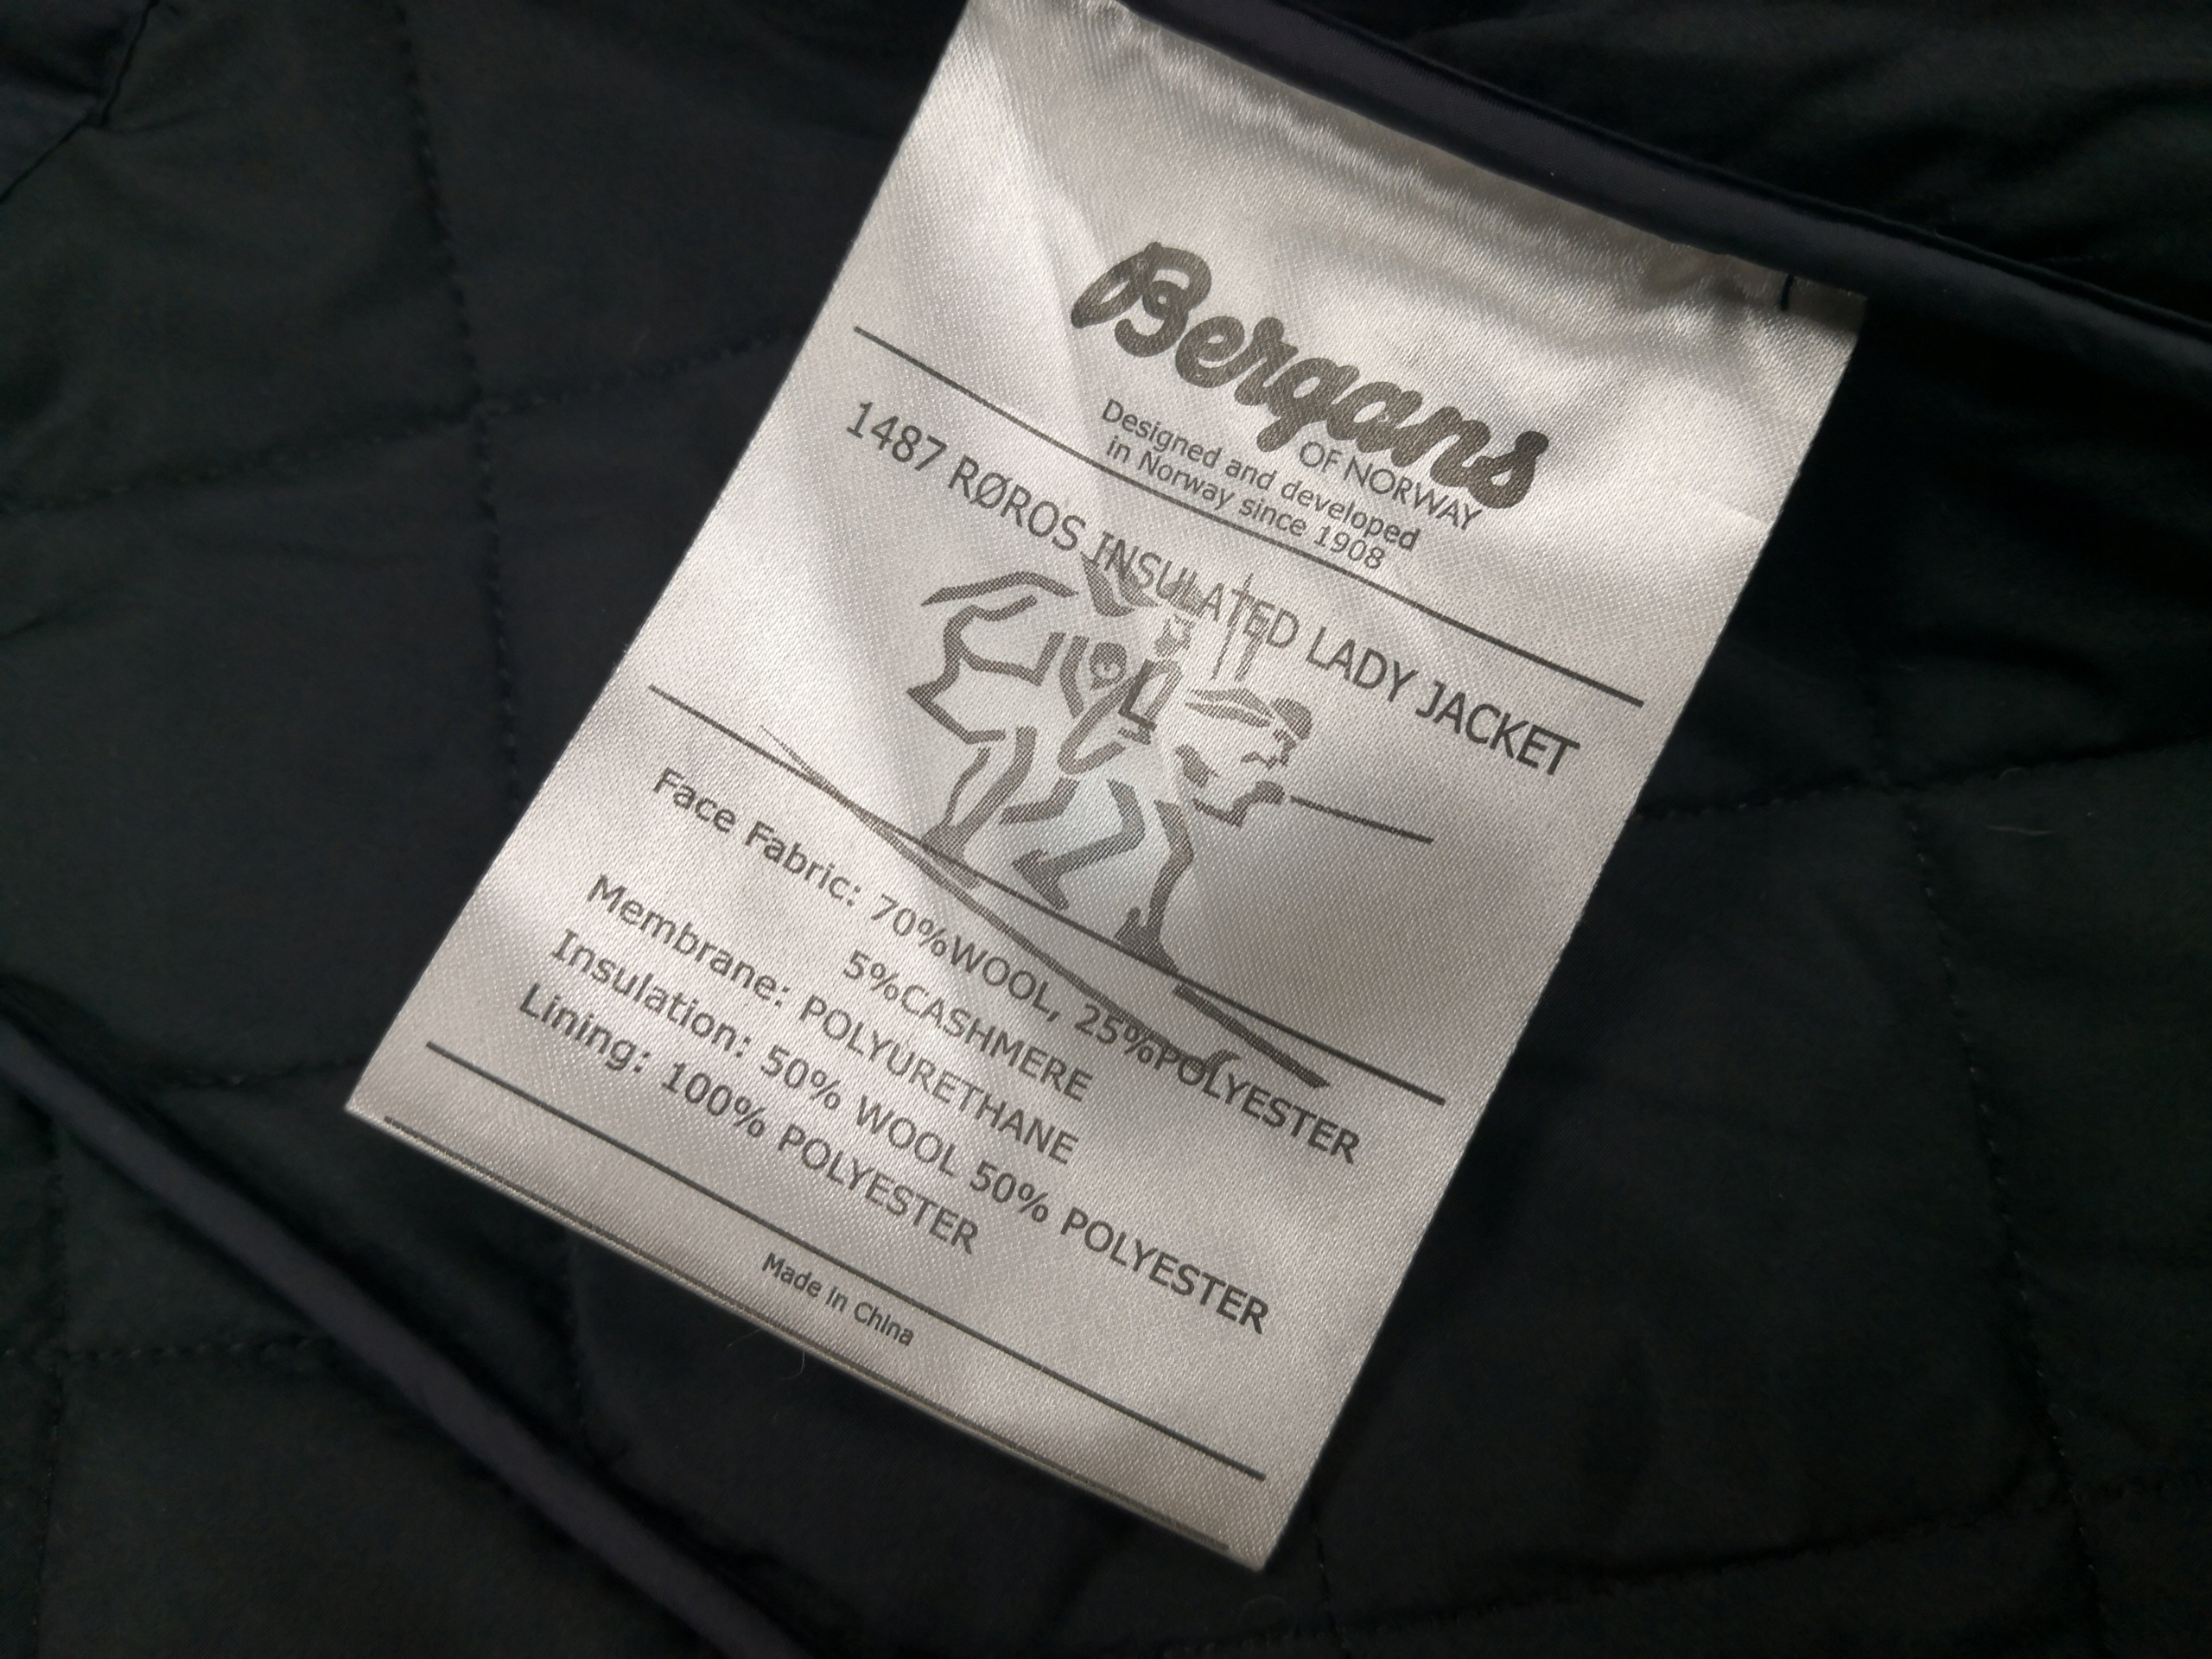 Bergans
OF NORWAY
Designed and developed
in Norway since 1908
1487 RØROS INSULATED LADY JACKET
Face Fabric: 70%WOOL, 25%POLYESTER
5%CASHMERE
Membrane: POLYURETHANE
Insulation: 50% WOOL 50% POLYESTER
Lining: 100% POLYESTER
Made in China